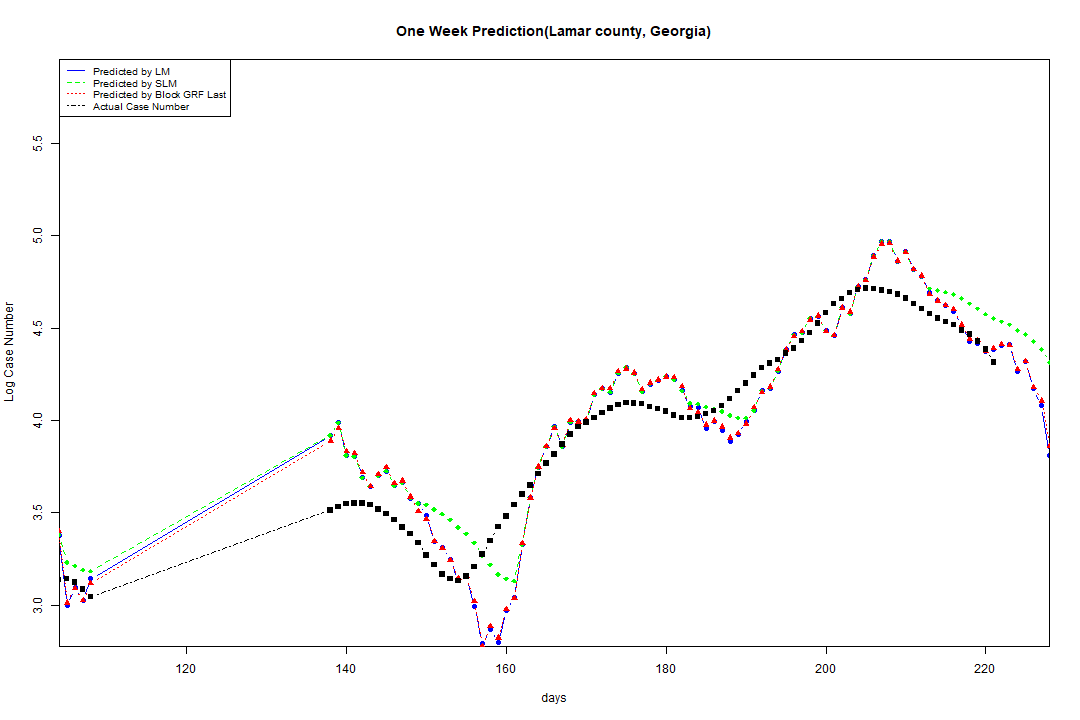 One Week Prediction(Lamar county, Georgia)
Predicted by LM
Predicted by SLM
Predicted by Block GRF Last
Actual Case Number
5.5
5.0
4.5
4.0
3.5
3.0
Log Case Number
120 140 160 180 200 220
days